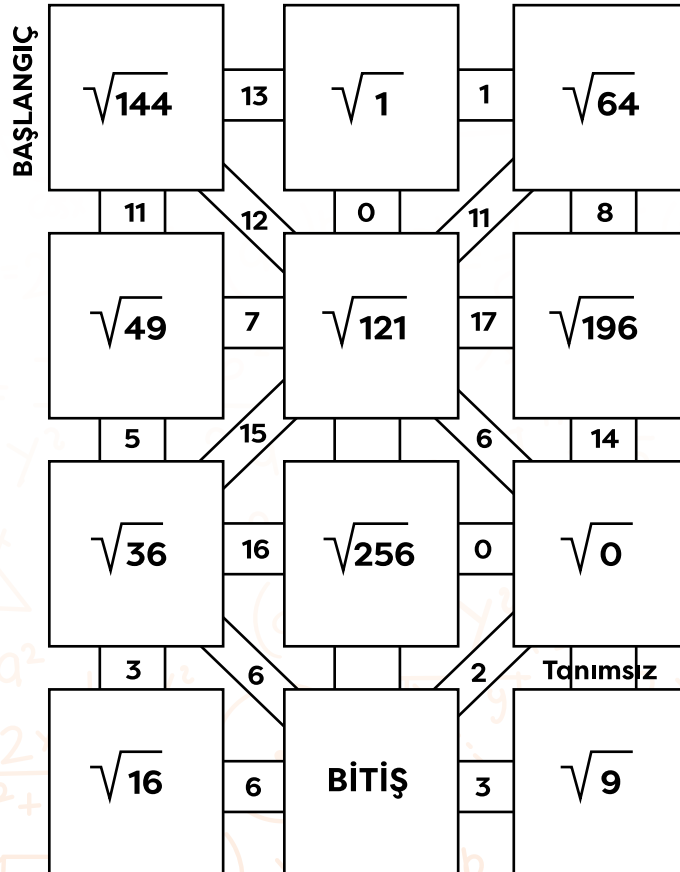 BAŞLANGIÇ
√144 13 √1 1 √64
11 12 0 11 8
√49 7 √121 17 √196
5 15 6 14
√36 16 √256 0 √0
3 6 2 Tanımsız
√16 6 BİTİŞ 3 √9